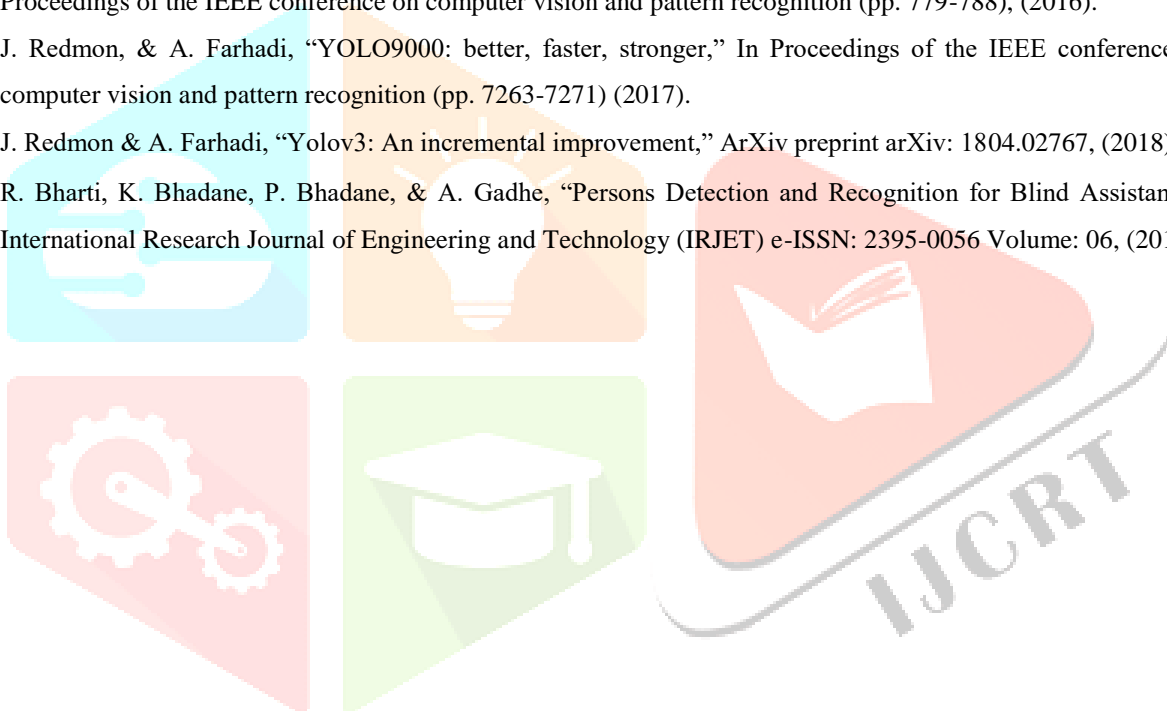 Proceedings of the IEEE conference on computer vision and pattern recognition (pp. 779-788), (2016).
J. Redmon, & A. Farhadi, “YOLO9000: better, faster, stronger,” In Proceedings of the IEEE conference
computer vision and pattern recognition (pp. 7263-7271) (2017).
J. Redmon & A. Farhadi, “Yolov3: An incremental improvement,” ArXiv preprint arXiv: 1804.02767, (2018)
R. Bharti, K. Bhadane, P. Bhadane, & A. Gadhe, “Persons Detection and Recognition for Blind Assistan
International Research Journal of Engineering and Technology (IRJET) e-ISSN: 2395-0056 Volume: 06, (201
IJCRT